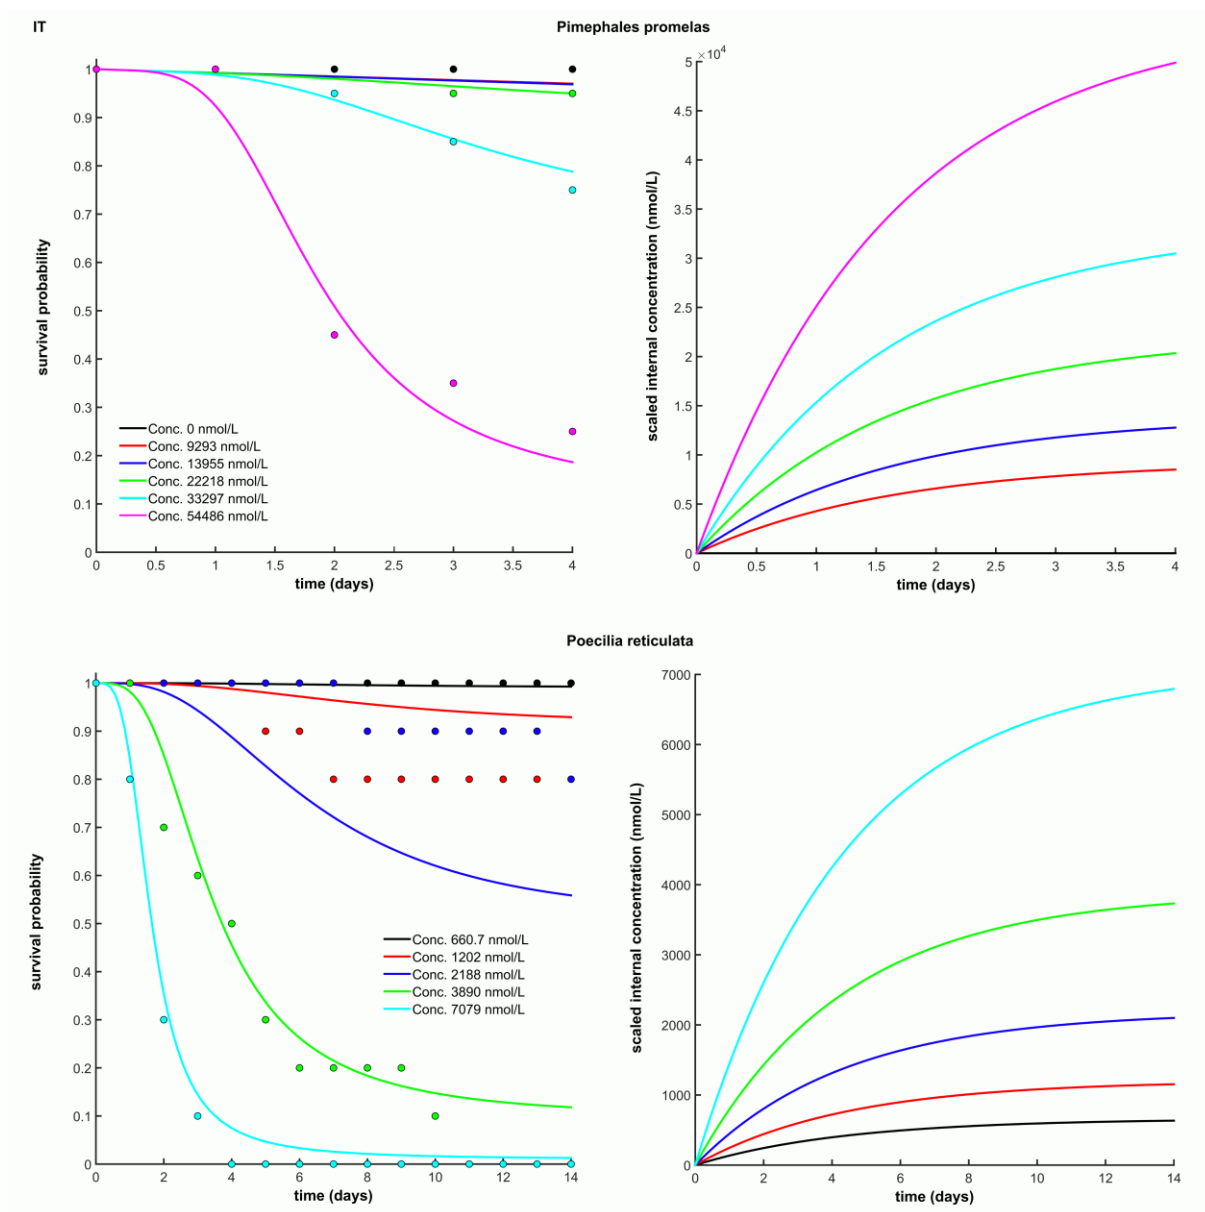 IT
Pimephales promelas
survival probability
1
0.9
0.8
0.7
0.6
0.5
0.4
0.3
0.2
0.1
0
Conc. 0 nmol/L
Conc. 9293 nmol/L
Conc. 13955 nmol/L
Conc. 22218 nmol/L
Conc. 33297 nmol/L
Conc. 54486 nmol/L
0 0.5 1 1.5 2 2.5 3 3.5 4
time (days)
scaled internal concentration (nmol/L)
×10⁴
5
4.5
4
3.5
3
2.5
2
1.5
1
0.5
0
0 0.5 1 1.5 2 2.5 3 3.5 4
time (days)
Poecilia reticulata
survival probability
1
0.9
0.8
0.7
0.6
0.5
0.4
0.3
0.2
0.1
0
Conc. 660.7 nmol/L
Conc. 1202 nmol/L
Conc. 2188 nmol/L
Conc. 3890 nmol/L
Conc. 7079 nmol/L
0 2 4 6 8 10 12 14
time (days)
scaled internal concentration (nmol/L)
7000
6000
5000
4000
3000
2000
1000
0
0 2 4 6 8 10 12 14
time (days)